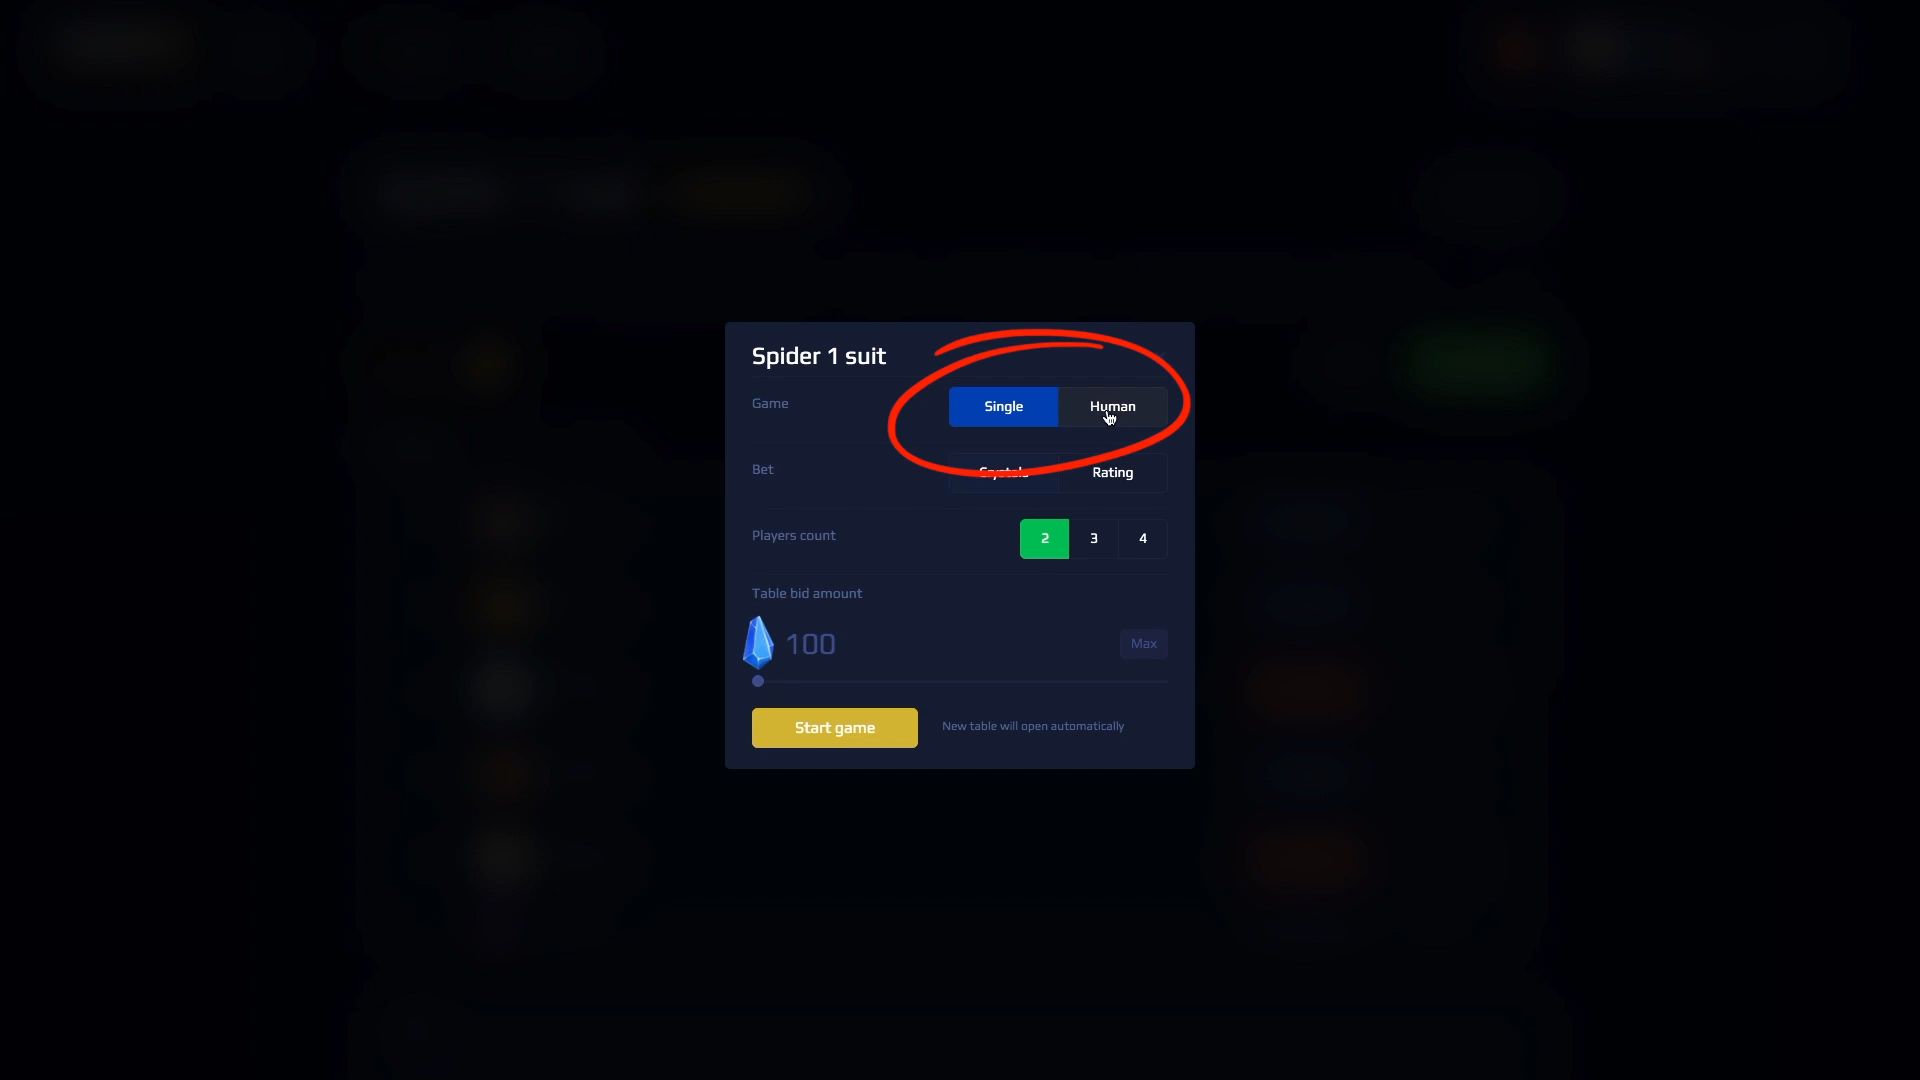 Spider 1 suit
Game
Single
Human
Bet
Crystals
Rating
Players count
2
3
4
Table bid amount
100
Max
Start game
New table will open automatically